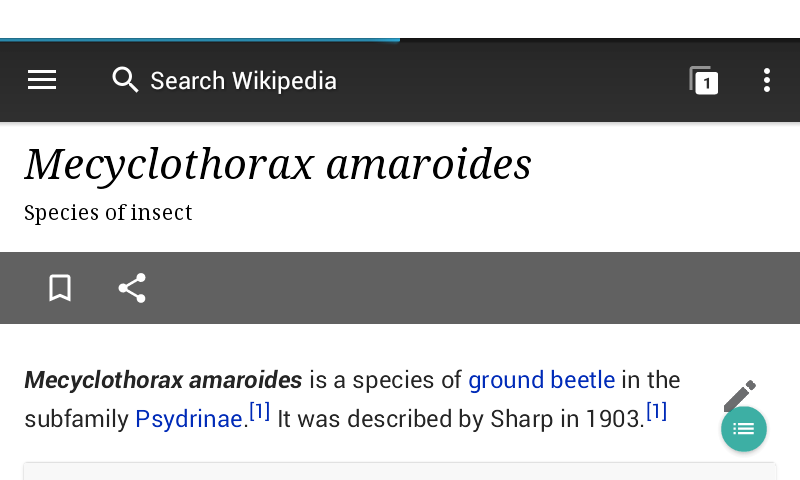 Search Wikipedia
1
Mecyclothorax amaroides
Species of insect
Mecyclothorax amaroides is a species of ground beetle in the
subfamily Psydrinae.[1] It was described by Sharp in 1903.[1]